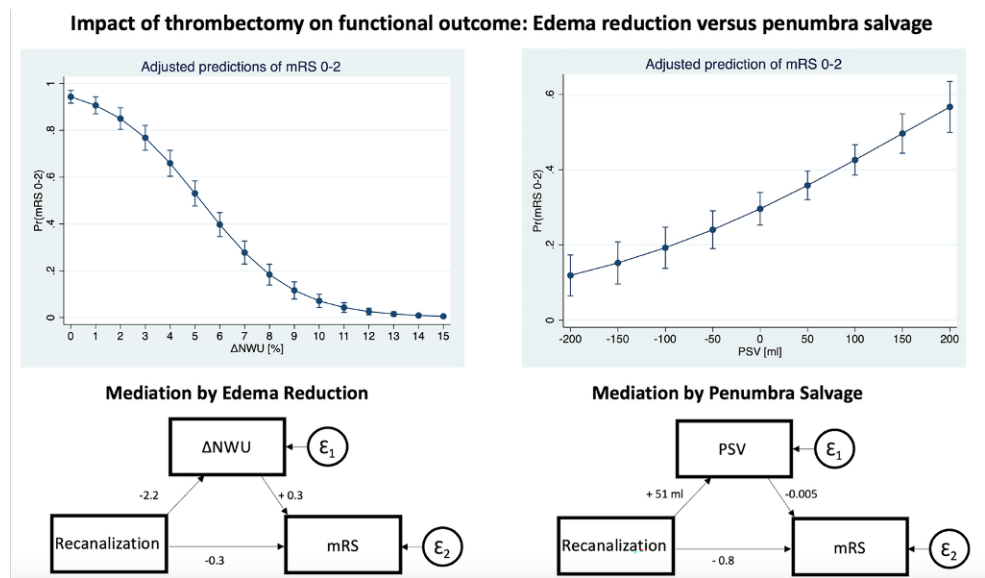 Impact of thrombectomy on functional outcome: Edema reduction versus penumbra salvage
Adjusted predictions of mRS 0-2
Pr(mRS 0-2)
1
.8
.6
.4
.2
0
0 1 2 3 4 5 6 7 8 9 10 11 12 13 14 15
ΔNWU [%]
Adjusted prediction of mRS 0-2
Pr(mRS 0-2)
.6
.4
.2
0
-200 -150 -100 -50 0 50 100 150 200
PSV [ml]
Mediation by Edema Reduction
ΔNWU
Ɛ1
-2.2
+ 0.3
Recanalization
-0.3
mRS
Ɛ2
Mediation by Penumbra Salvage
PSV
Ɛ1
+ 51 ml
-0.005
Recanalization
- 0.8
mRS
Ɛ2